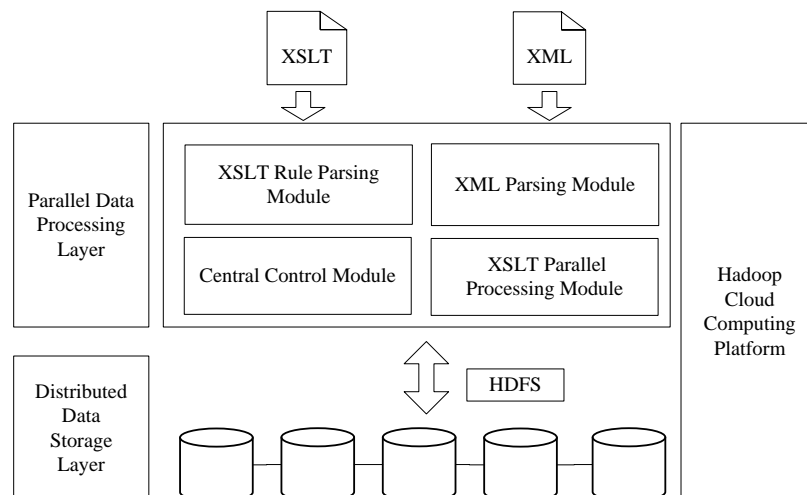 XSLT
XML
Parallel Data
Processing
Layer
XSLT Rule Parsing
Module
XML Parsing Module
Central Control Module
XSLT Parallel
Processing Module
Hadoop
Cloud
Computing
Platform
HDFS
Distributed
Data
Storage
Layer